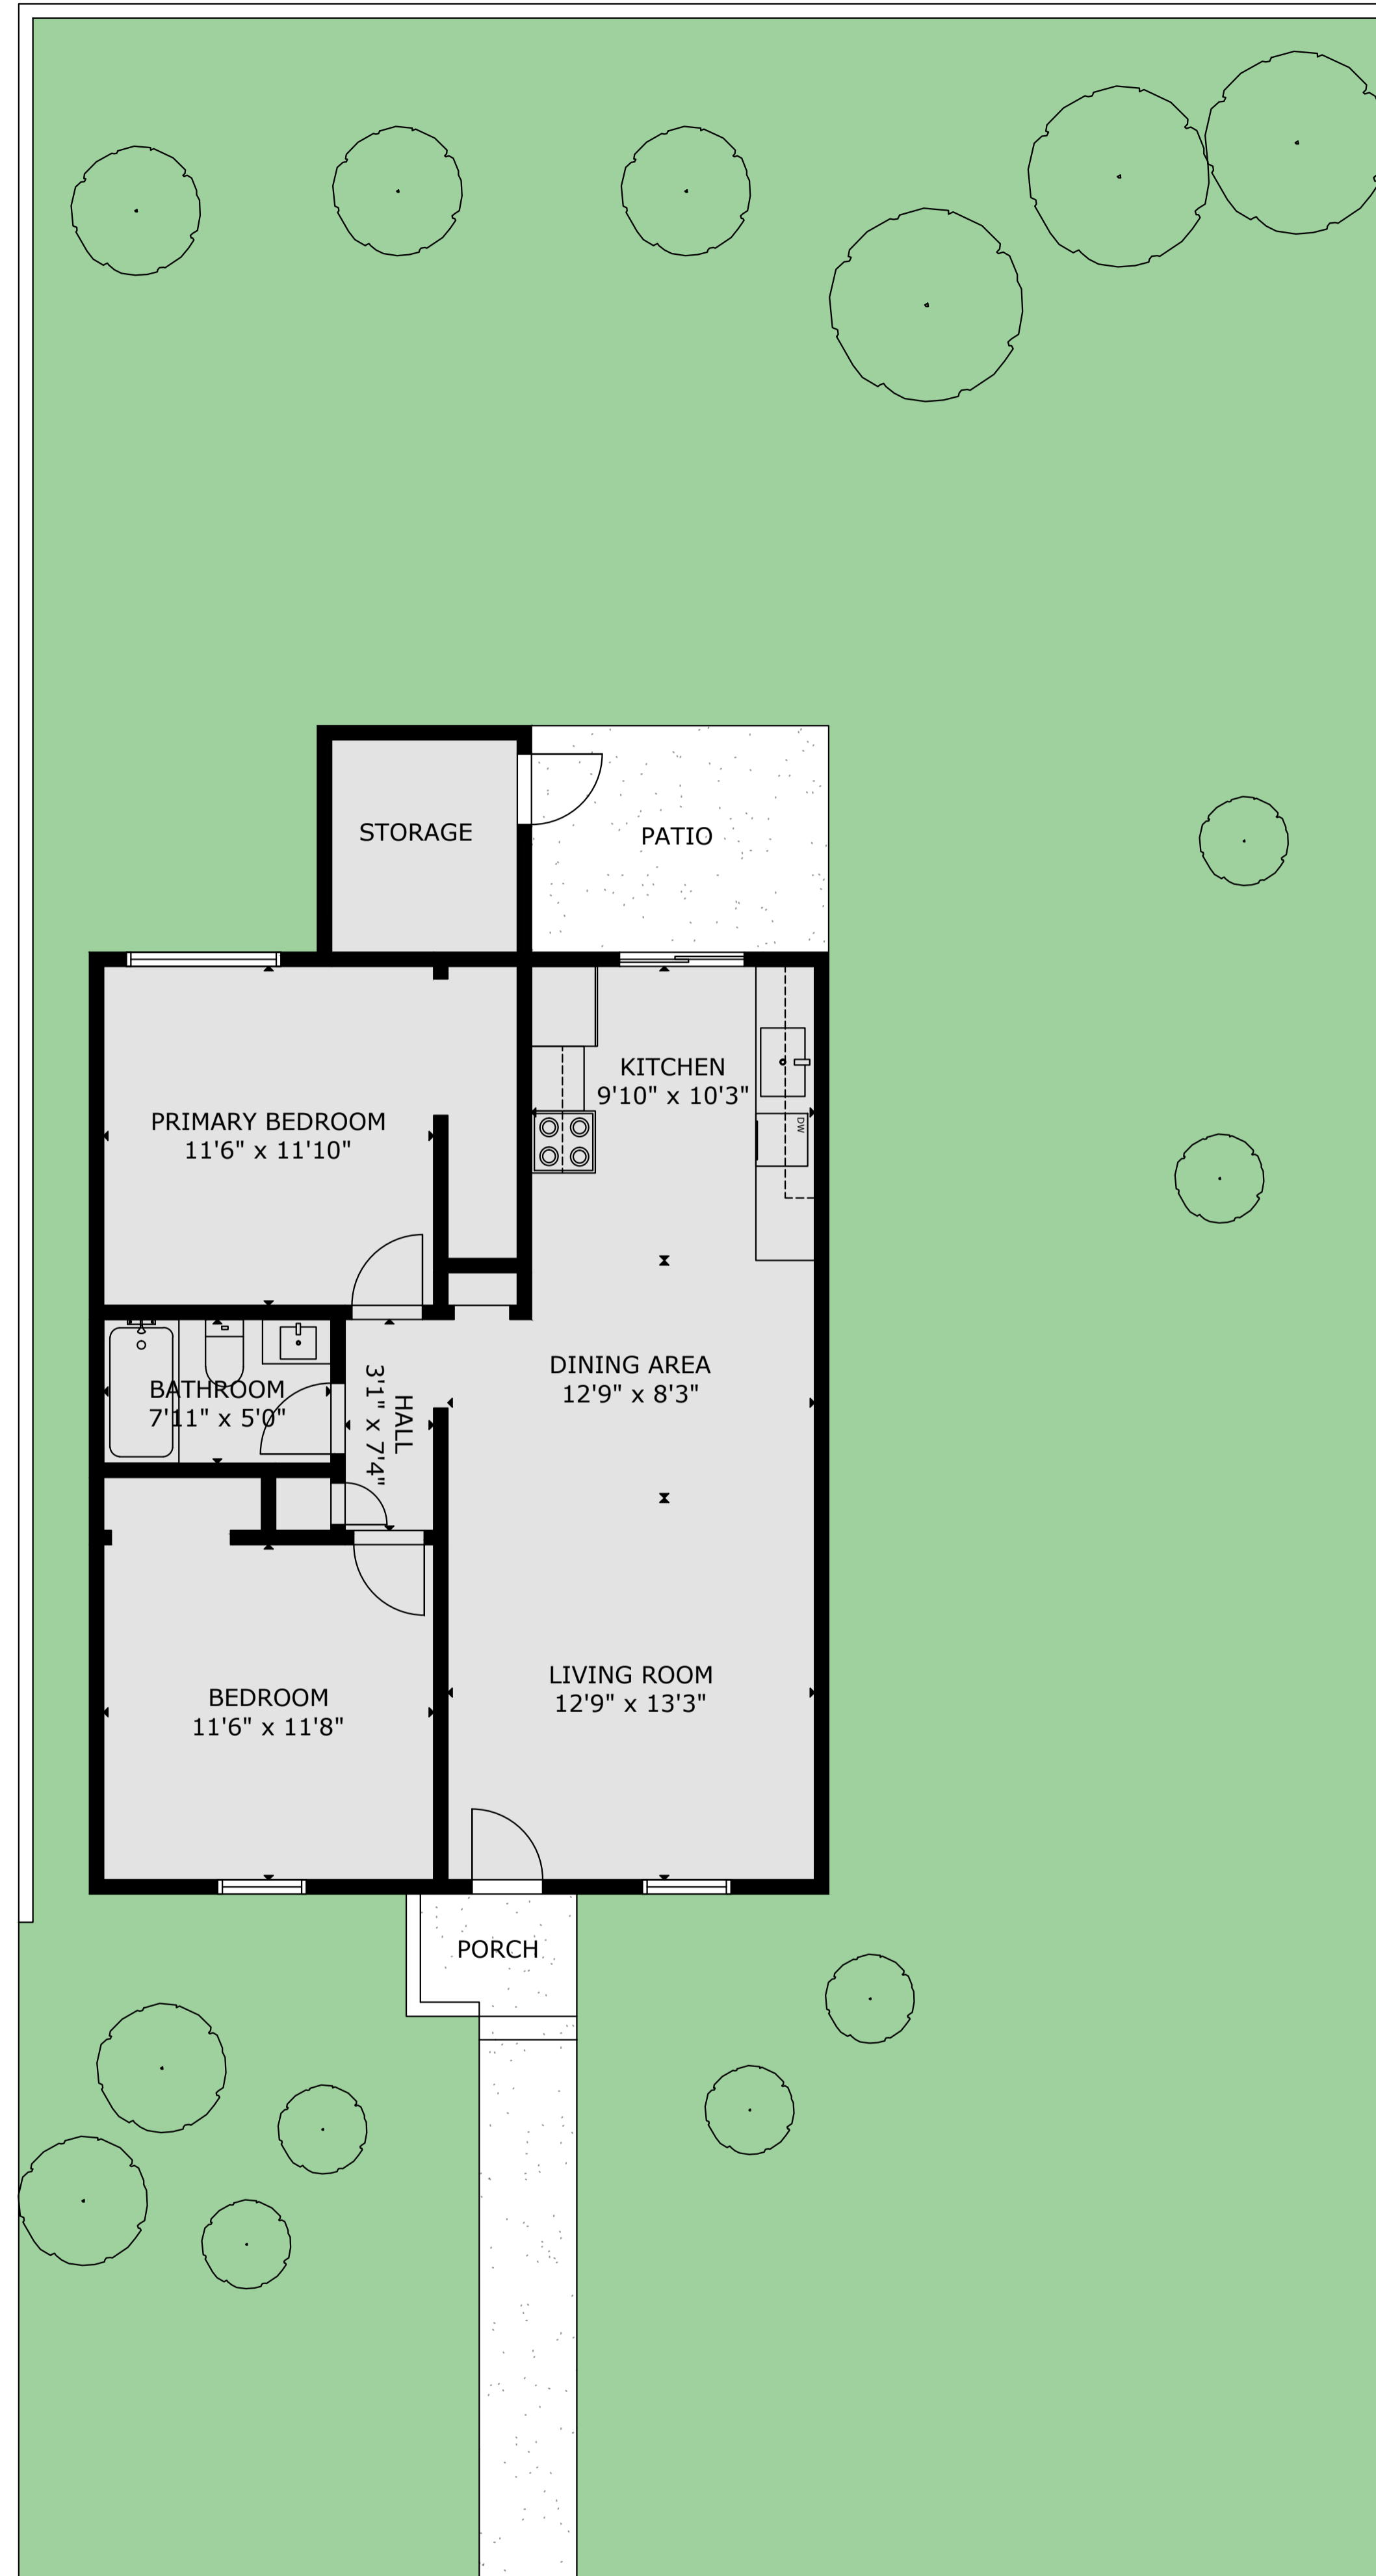 STORAGE
PATIO
KITCHEN
9'10" x 10'3"
DW
PRIMARY BEDROOM
11'6" x 11'10"
DINING AREA
12'9" x 8'3"
BATHROOM
7'11" x 5'0"
HALL
3'1" x 7'4"
LIVING ROOM
12'9" x 13'3"
BEDROOM
11'6" x 11'8"
PORCH